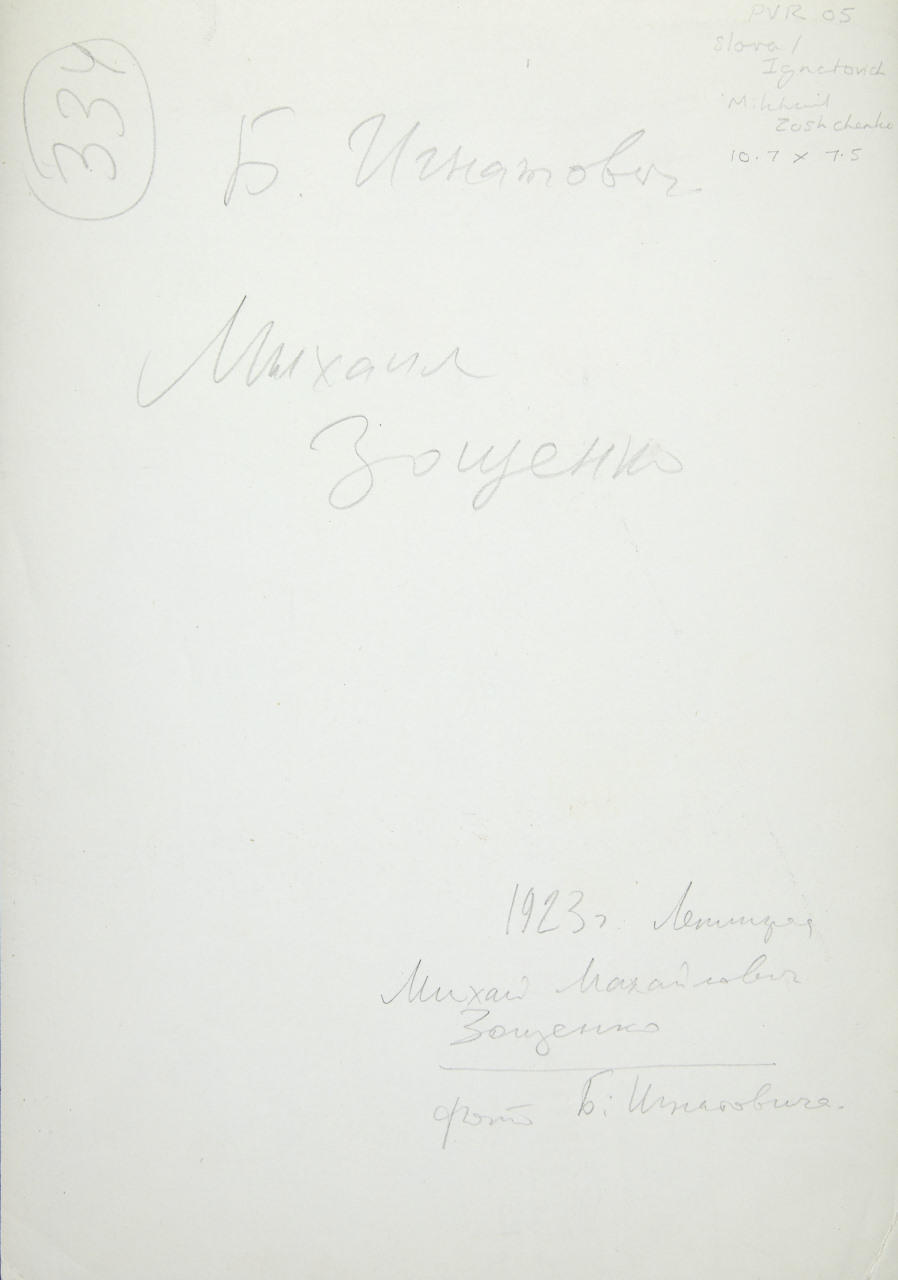 PVR 05
Slava/
Ignatovich
Mikhail
Zoshchenko
10.7 x 7.5
334
Б. Игнатович
Михаил
Зощенко
1923 г. Ленинград
Михаил Михайлович
Зощенко
фото Б. Игнатовича.